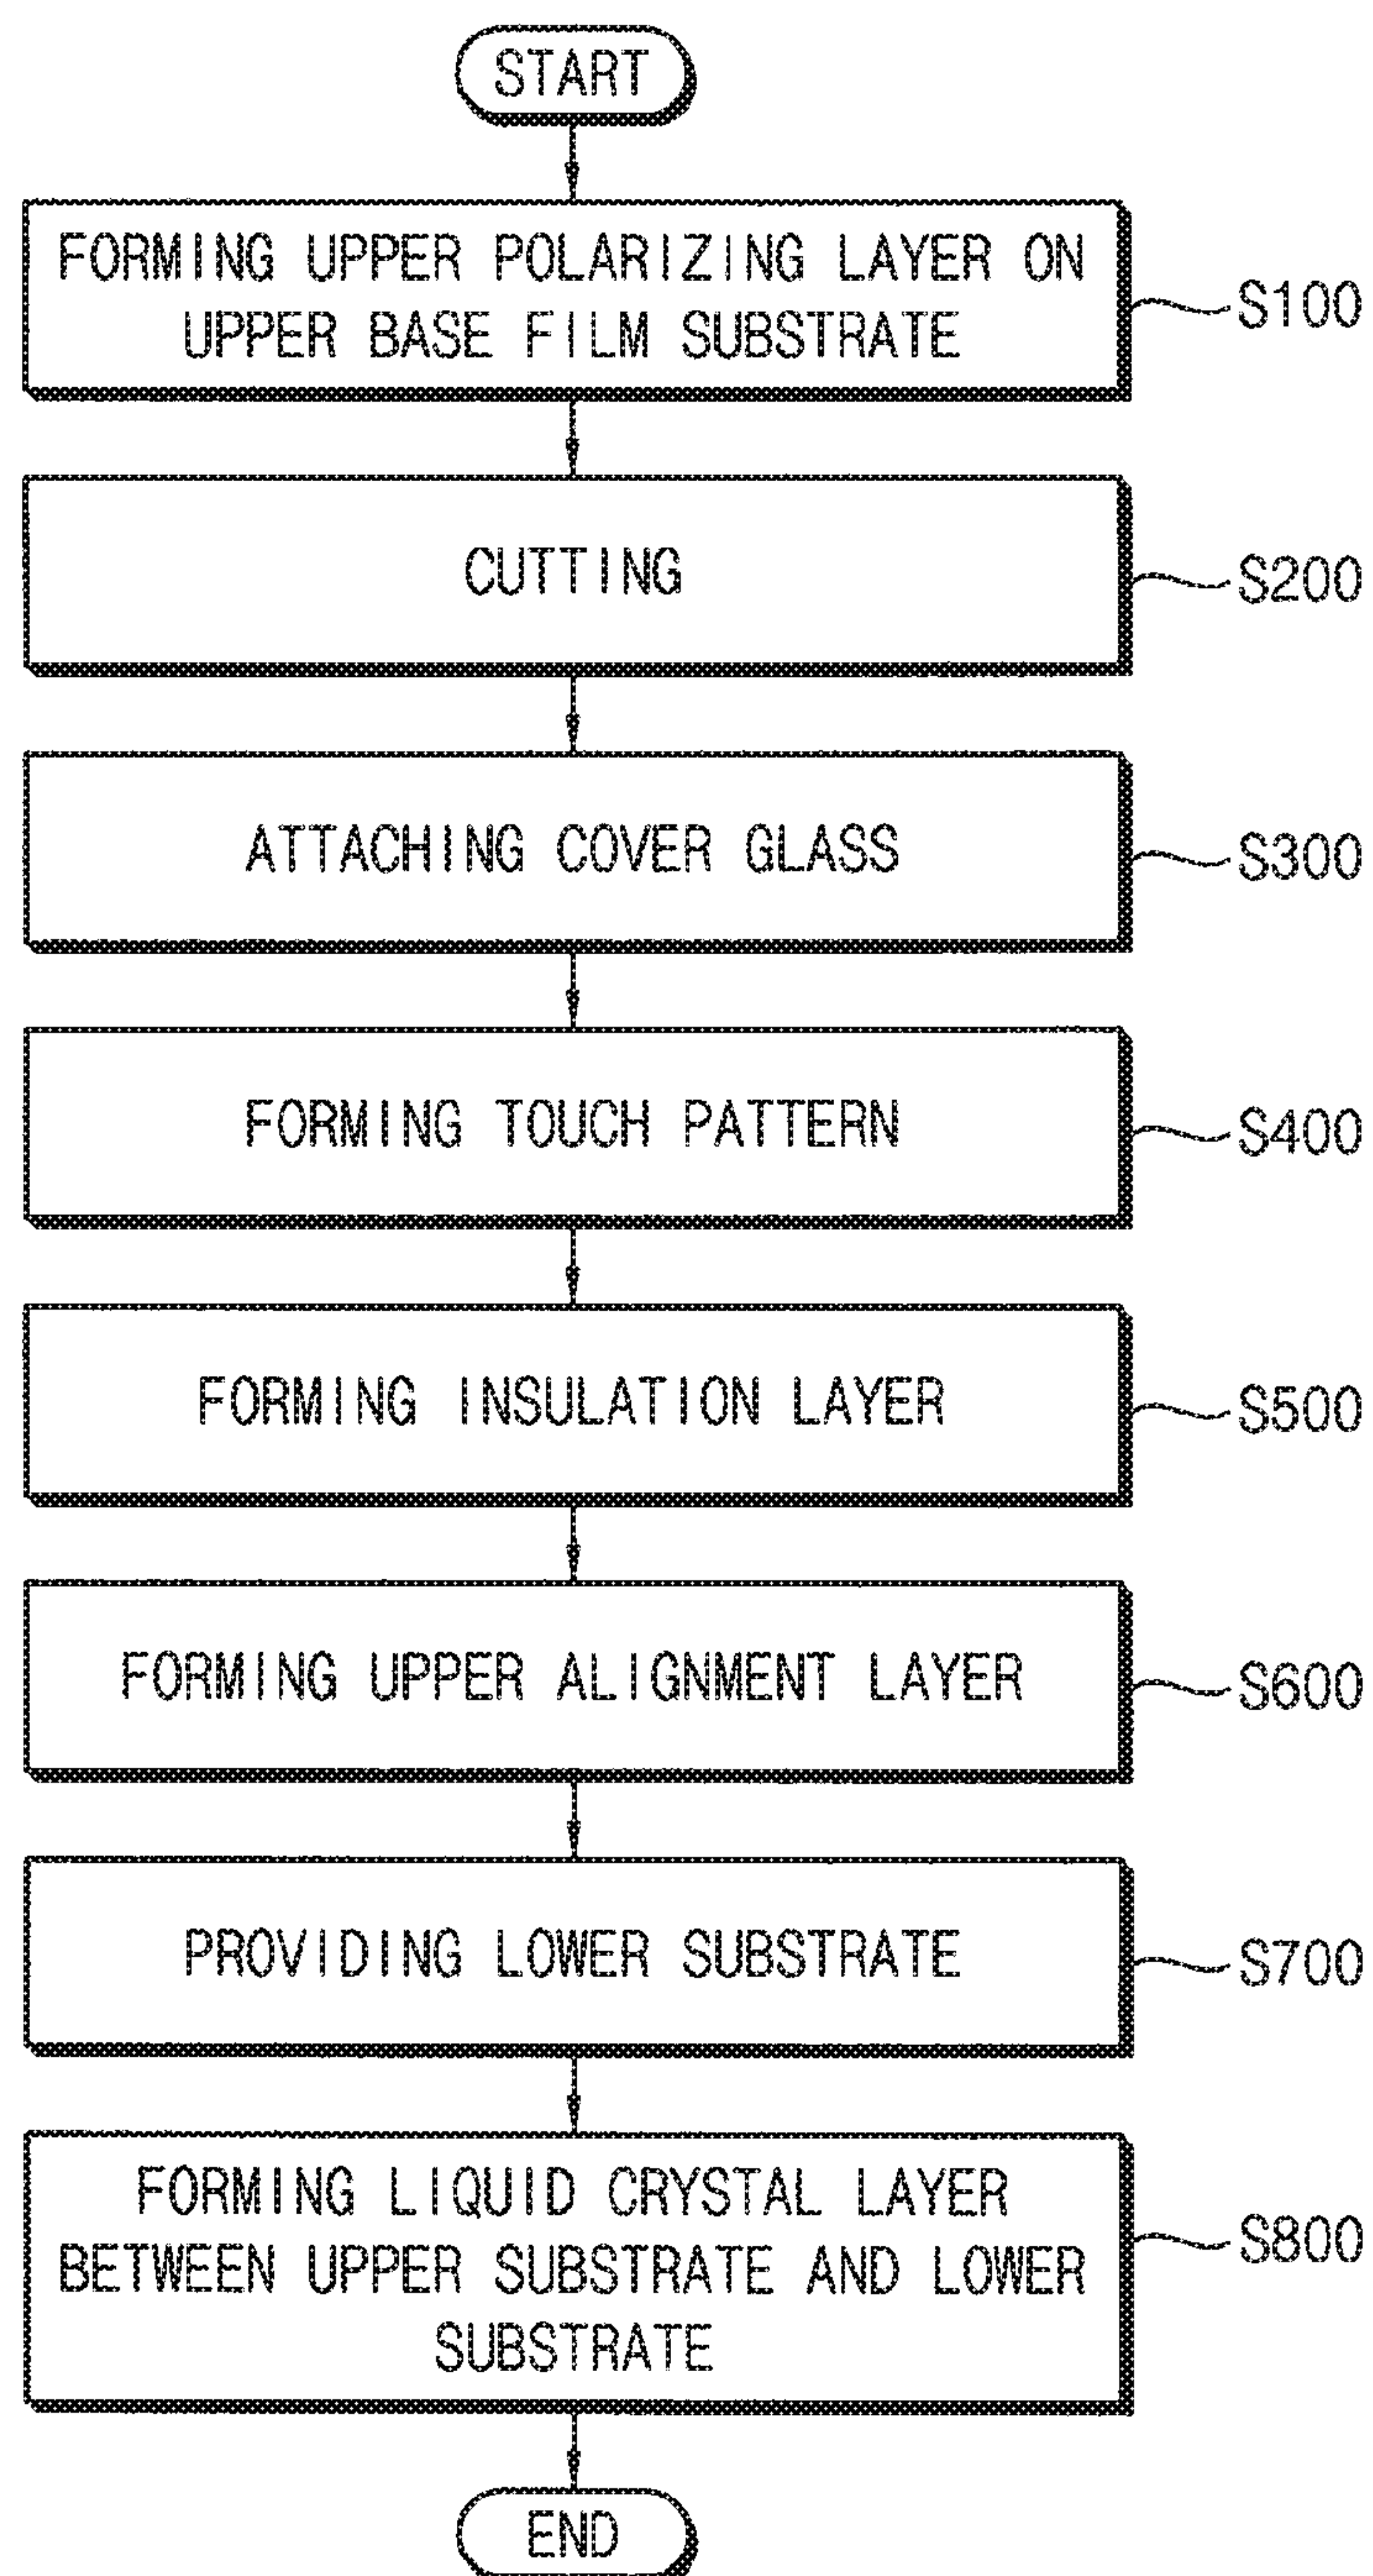 START
FORMING UPPER POLARIZING LAYER ON
UPPER BASE FILM SUBSTRATE
S100
CUTTING
S200
ATTACHING COVER GLASS
S300
FORMING TOUCH PATTERN
S400
FORMING INSULATION LAYER
S500
FORMING UPPER ALIGNMENT LAYER
S600
PROVIDING LOWER SUBSTRATE
S700
FORMING LIQUID CRYSTAL LAYER
BETWEEN UPPER SUBSTRATE AND LOWER
SUBSTRATE
S800
END